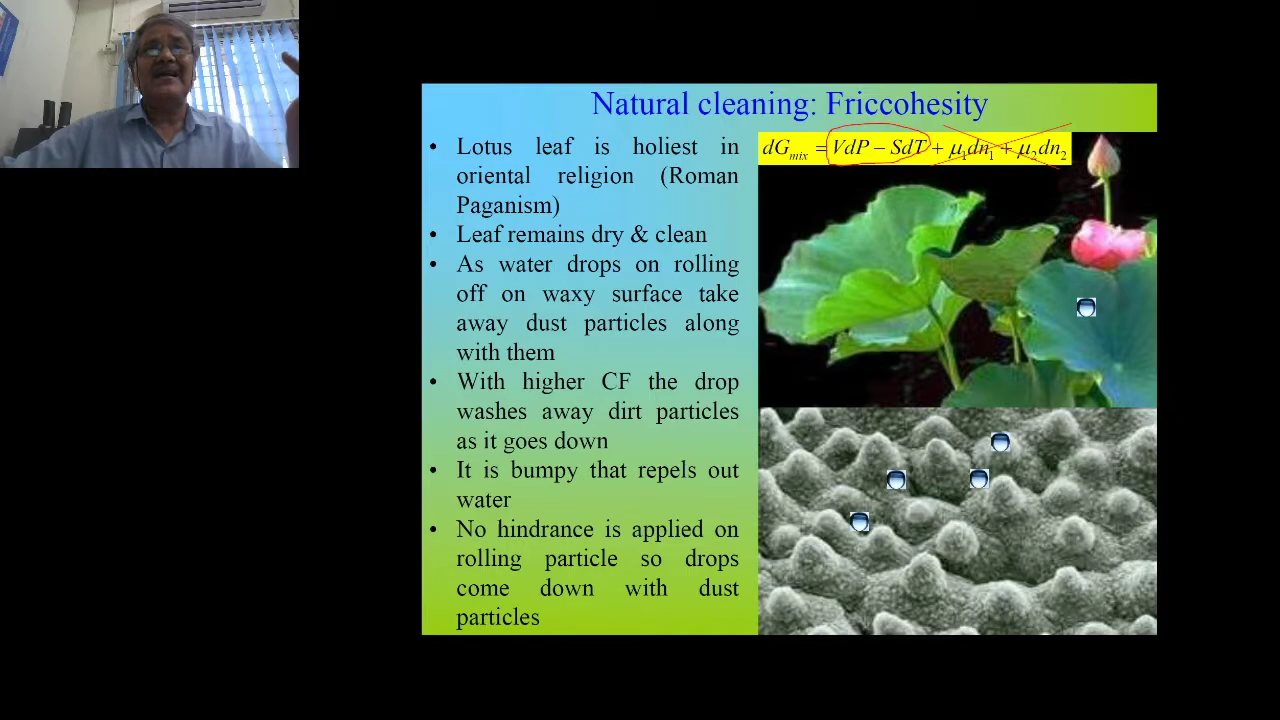 Natural cleaning: Friccohesity
• Lotus leaf is holiest in
oriental religion (Roman
Paganism)
• Leaf remains dry & clean
• As water drops on rolling
off on waxy surface take
away dust particles along
with them
• With higher CF the drop
washes away dirt particles
as it goes down
• It is bumpy that repels out
water
• No hindrance is applied on
rolling particle so drops
come down with dust
particles
dG_mix = VdP − SdT + μ₁dn₁ + μ₂dn₂